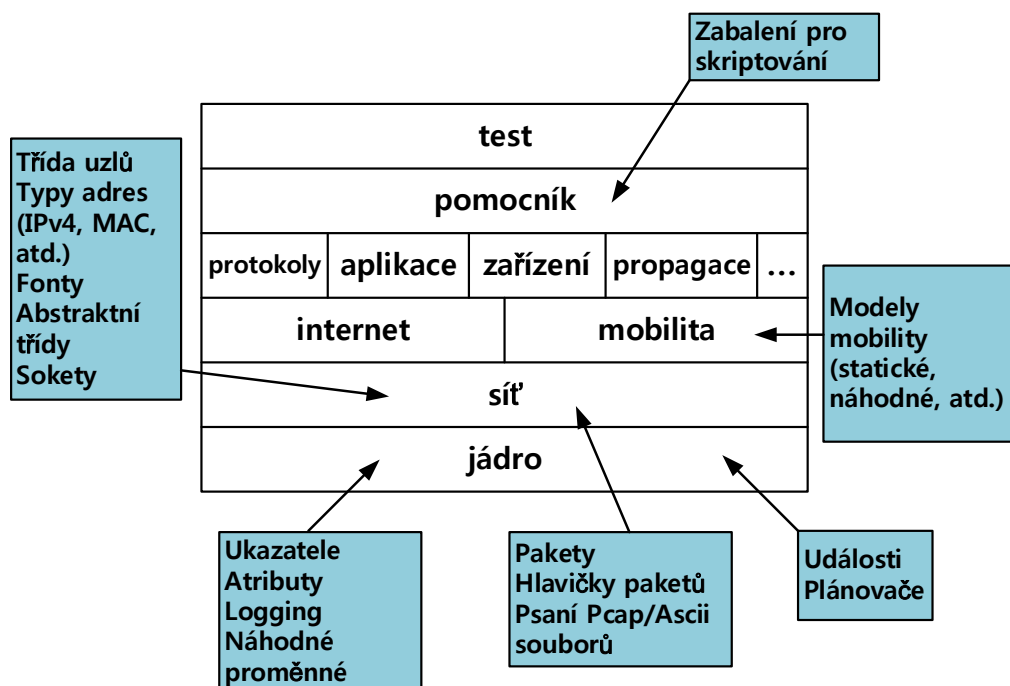 Zabalení pro
skriptování
test
pomocník
protokoly aplikace zařízení propagace ...
internet mobilita
síť
jádro
Třída uzlů
Typy adres
(IPv4, MAC,
atd.)
Fonty
Abstraktní
třídy
Sokety
Modely
mobility
(statické,
náhodné, atd.)
Ukazatele
Atributy
Logging
Náhodné
proměnné
Pakety
Hlavičky paketů
Psaní Pcap/Ascii
souborů
Události
Plánovače